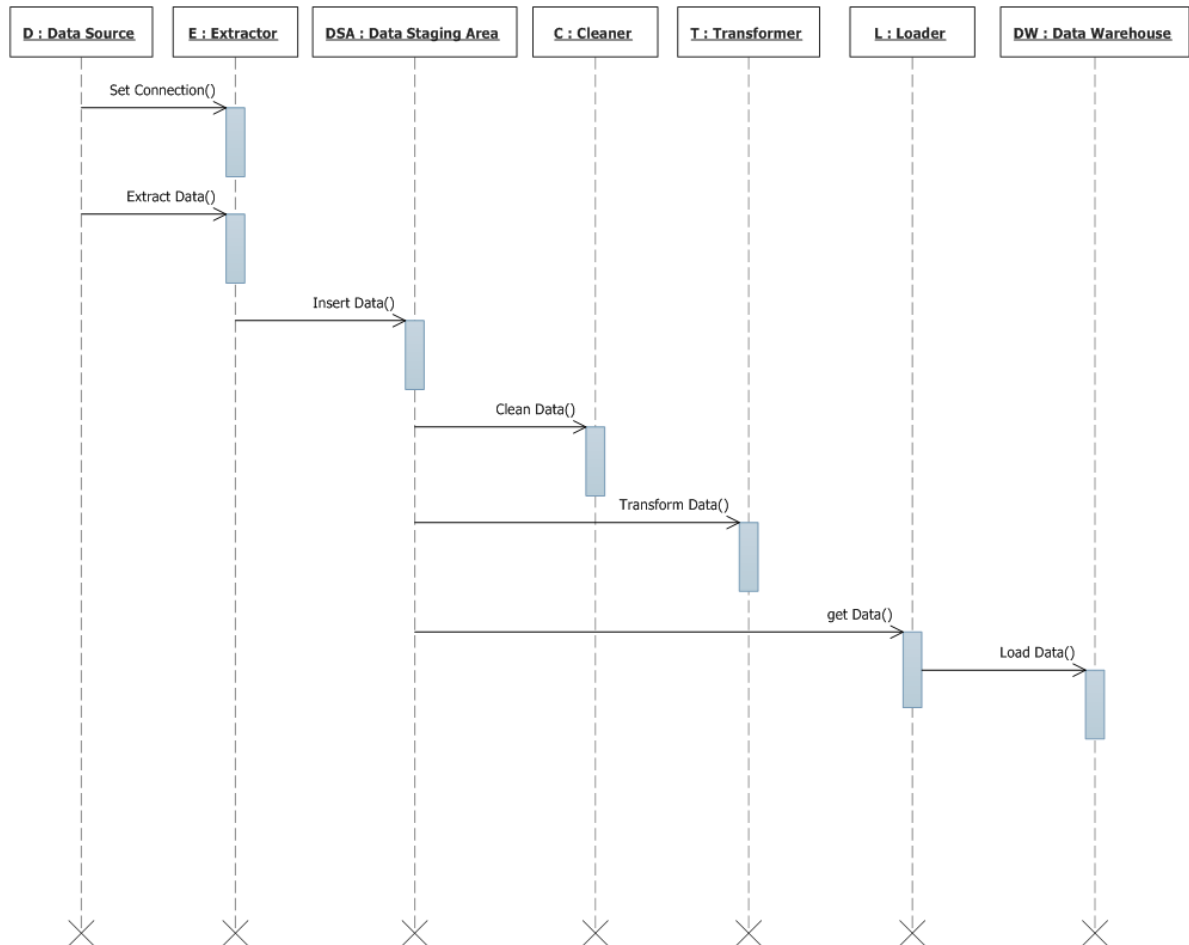 D : Data Source
E : Extractor
DSA : Data Staging Area
C : Cleaner
T : Transformer
L : Loader
DW : Data Warehouse
Set Connection()
Extract Data()
Insert Data()
Clean Data()
Transform Data()
get Data()
Load Data()